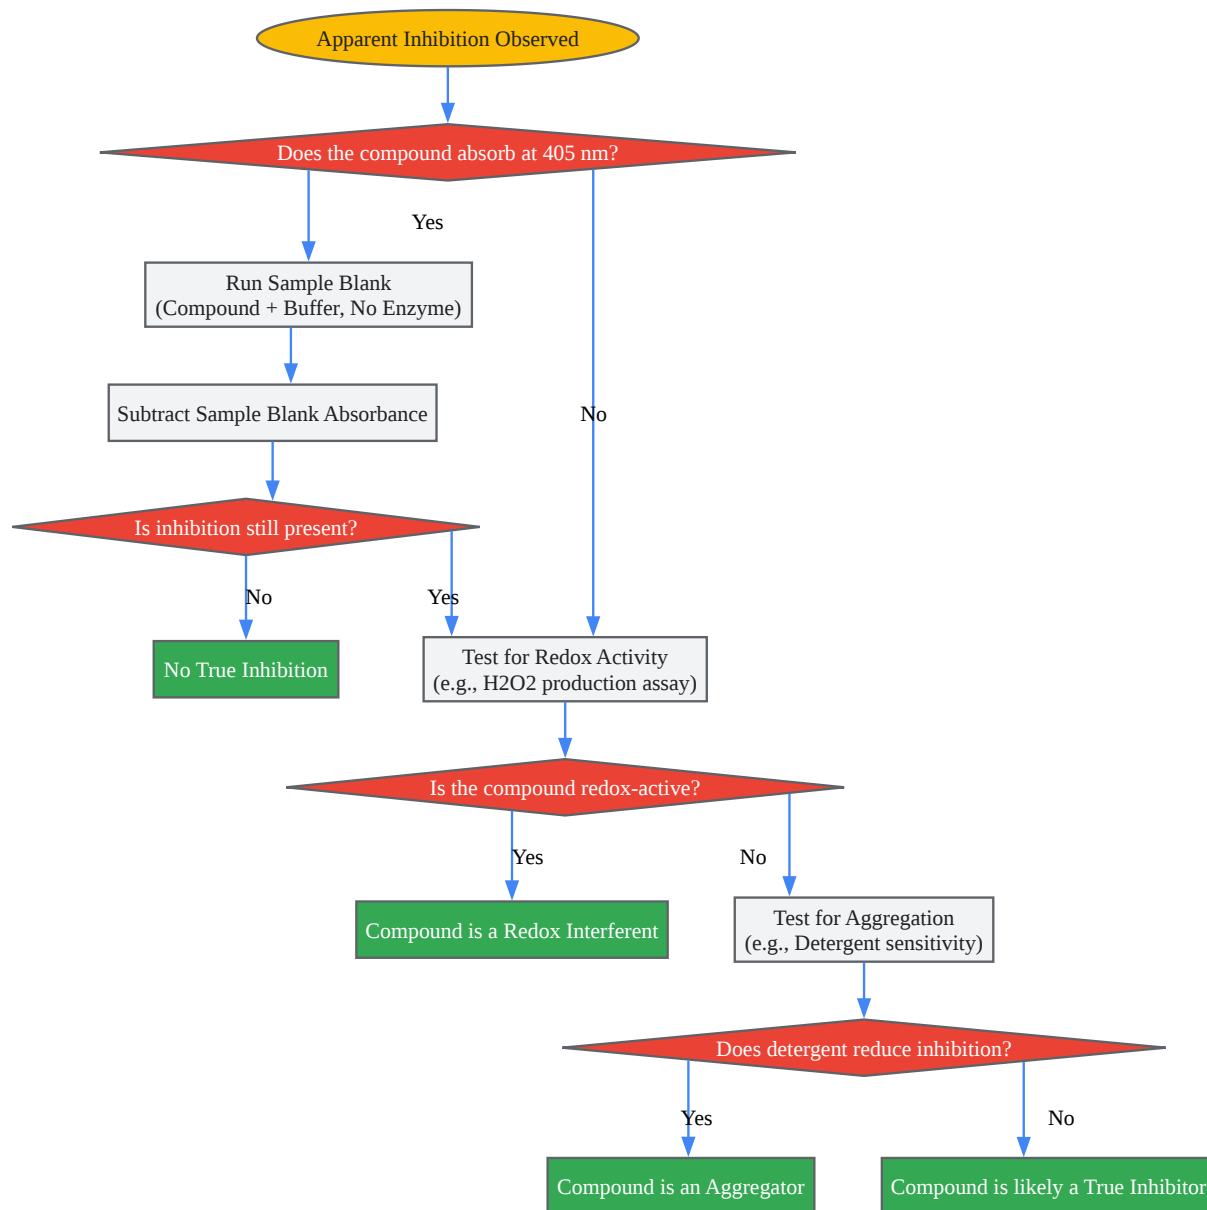 Apparent Inhibition Observed
Does the compound absorb at 405 nm?
Yes
Run Sample Blank
(Compound + Buffer, No Enzyme)
Subtract Sample Blank Absorbance
No
Is inhibition still present?
No
Yes
No True Inhibition
Test for Redox Activity
(e.g., H2O2 production assay)
Is the compound redox-active?
Yes
No
Compound is a Redox Interferent
Test for Aggregation
(e.g., Detergent sensitivity)
Does detergent reduce inhibition?
Yes
No
Compound is an Aggregator
Compound is likely a True Inhibitor